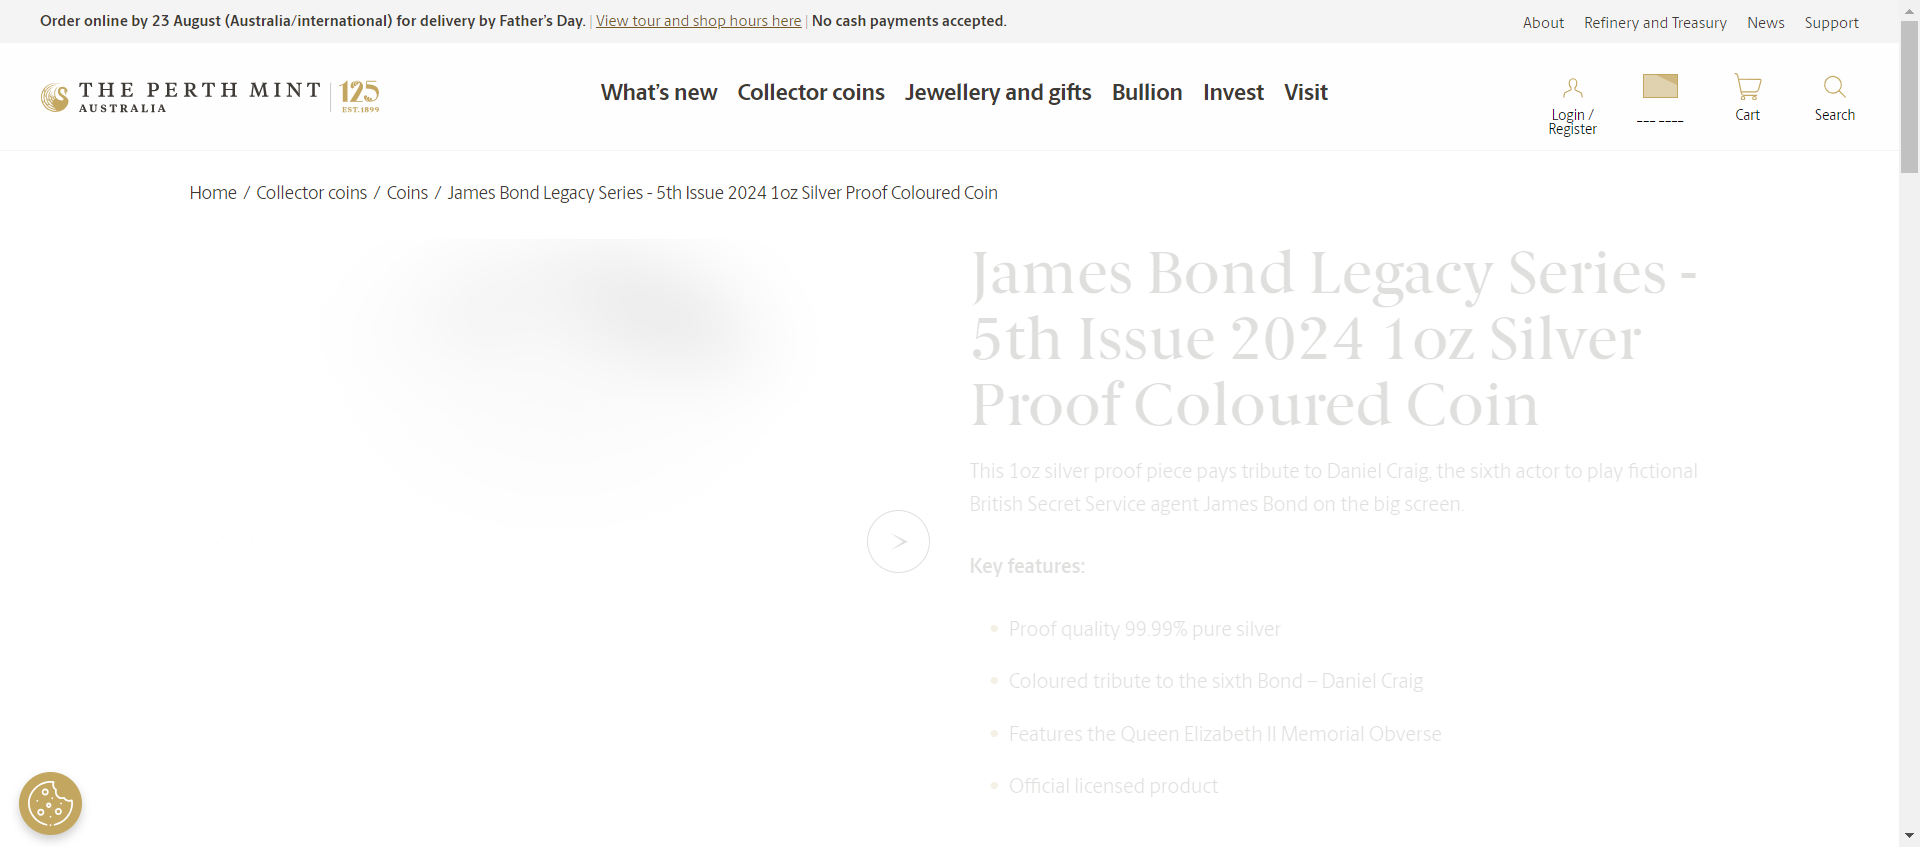 Order online by 23 August (Australia/international) for delivery by Father's Day. | View tour and shop hours here | No cash payments accepted.
About Refinery and Treasury News Support
THE PERTH MINT
AUSTRALIA
125
EST.1899
What's new Collector coins Jewellery and gifts Bullion Invest Visit
Login /
Register
--- ----
Cart
Search
Home / Collector coins / Coins / James Bond Legacy Series - 5th Issue 2024 1oz Silver Proof Coloured Coin
James Bond Legacy Series -
5th Issue 2024 1oz Silver
Proof Coloured Coin
This 1oz silver proof piece pays tribute to Daniel Craig, the sixth actor to play fictional
British Secret Service agent James Bond on the big screen.
Key features:
Proof quality 99.99% pure silver
Coloured tribute to the sixth Bond – Daniel Craig
Features the Queen Elizabeth II Memorial Obverse
Official licensed product